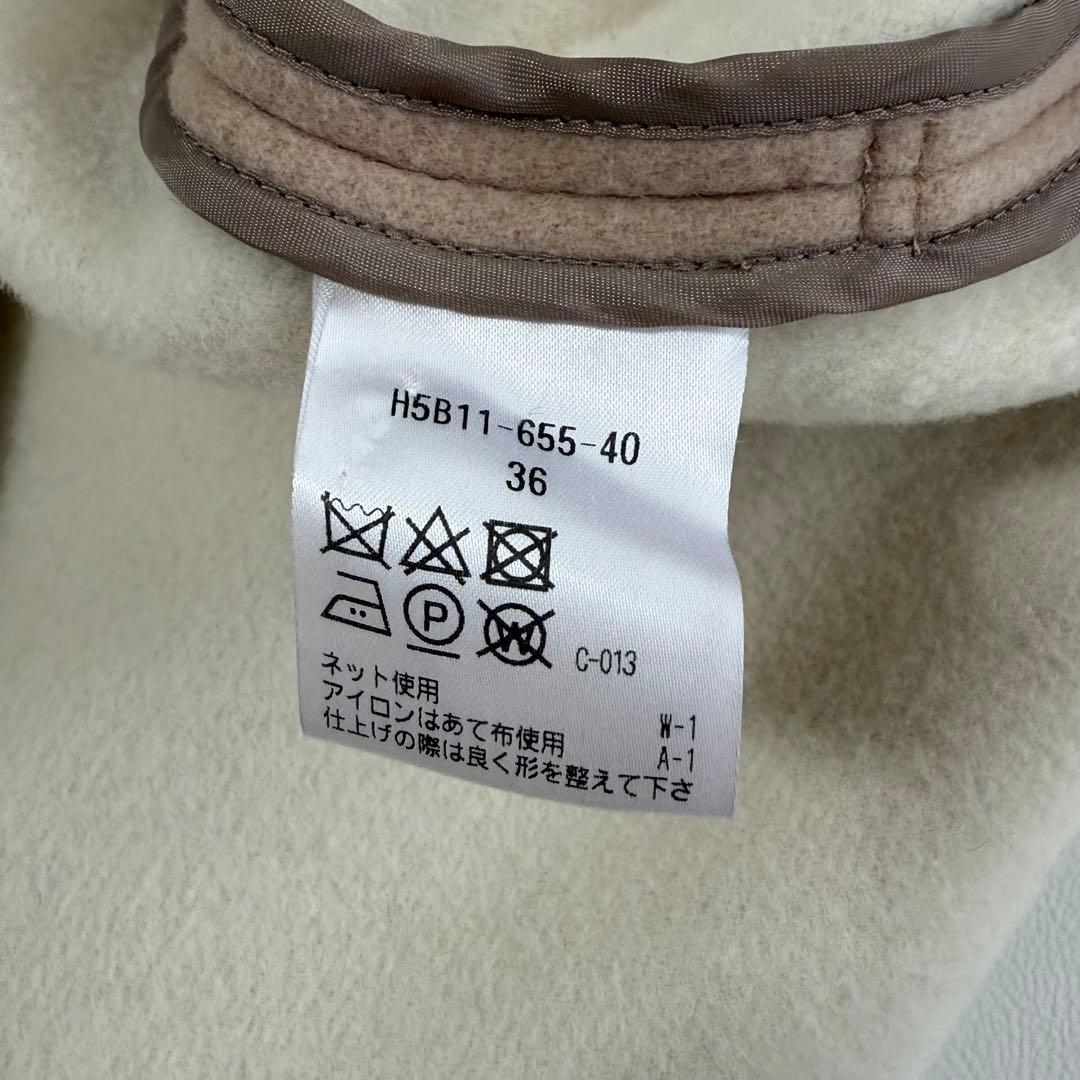 H5B11-655-40
36
P W C-013
ネット使用
アイロンはあて布使用 W-1
仕上げの際は良く形を整えて下さ A-1